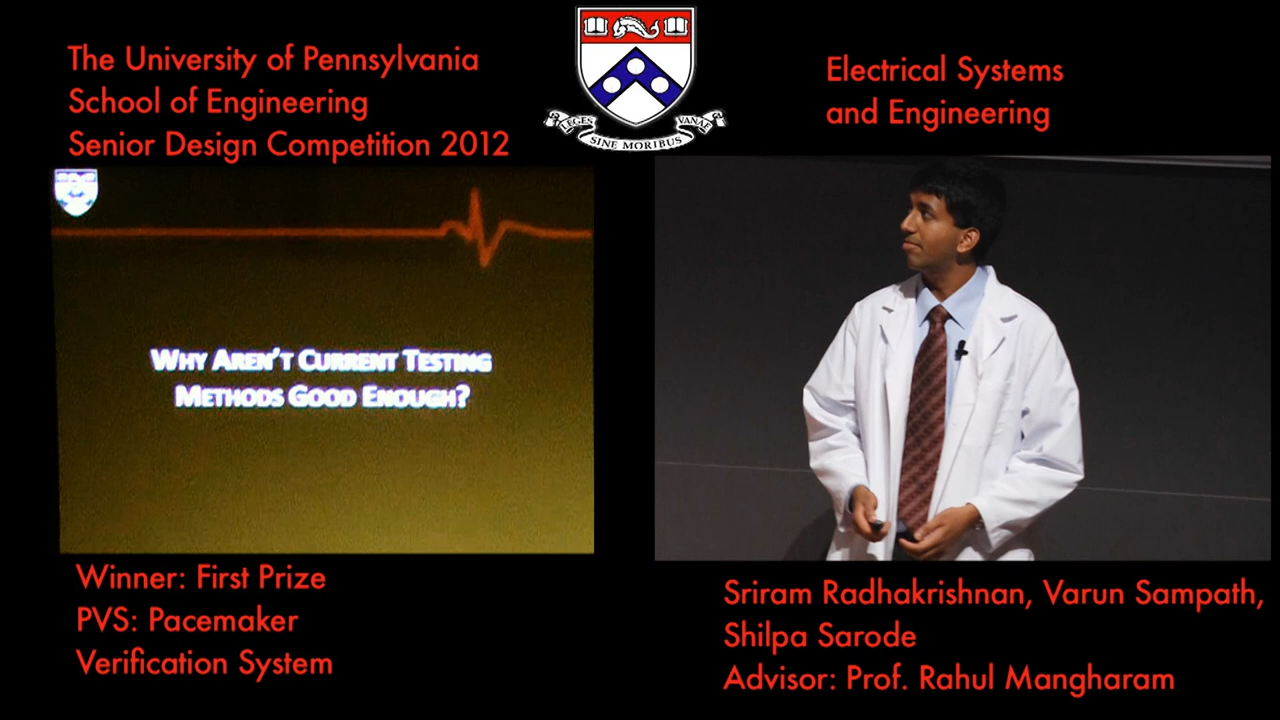 The University of Pennsylvania
School of Engineering
Senior Design Competition 2012
LEGES
SINE MORIBUS
VANAE
Electrical Systems
and Engineering
WHY AREN'T CURRENT TESTING
METHODS GOOD ENOUGH?
Winner: First Prize
PVS: Pacemaker
Verification System
Sriram Radhakrishnan, Varun Sampath,
Shilpa Sarode
Advisor: Prof. Rahul Mangharam